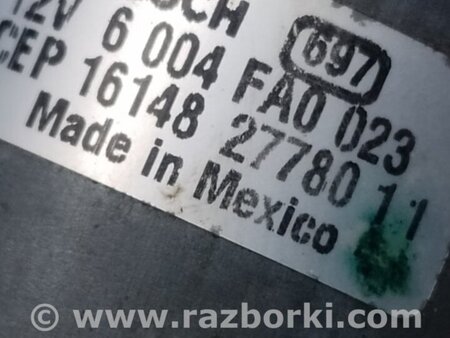 12V
697
6 004 FA0 023
CEP 16148 27780 11
Made in Mexico
© www.razborki.com